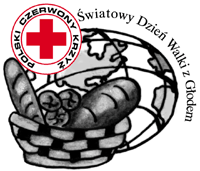 POLSKI CZERWONY KRZYŻ
Światowy Dzień Walki z Głodem